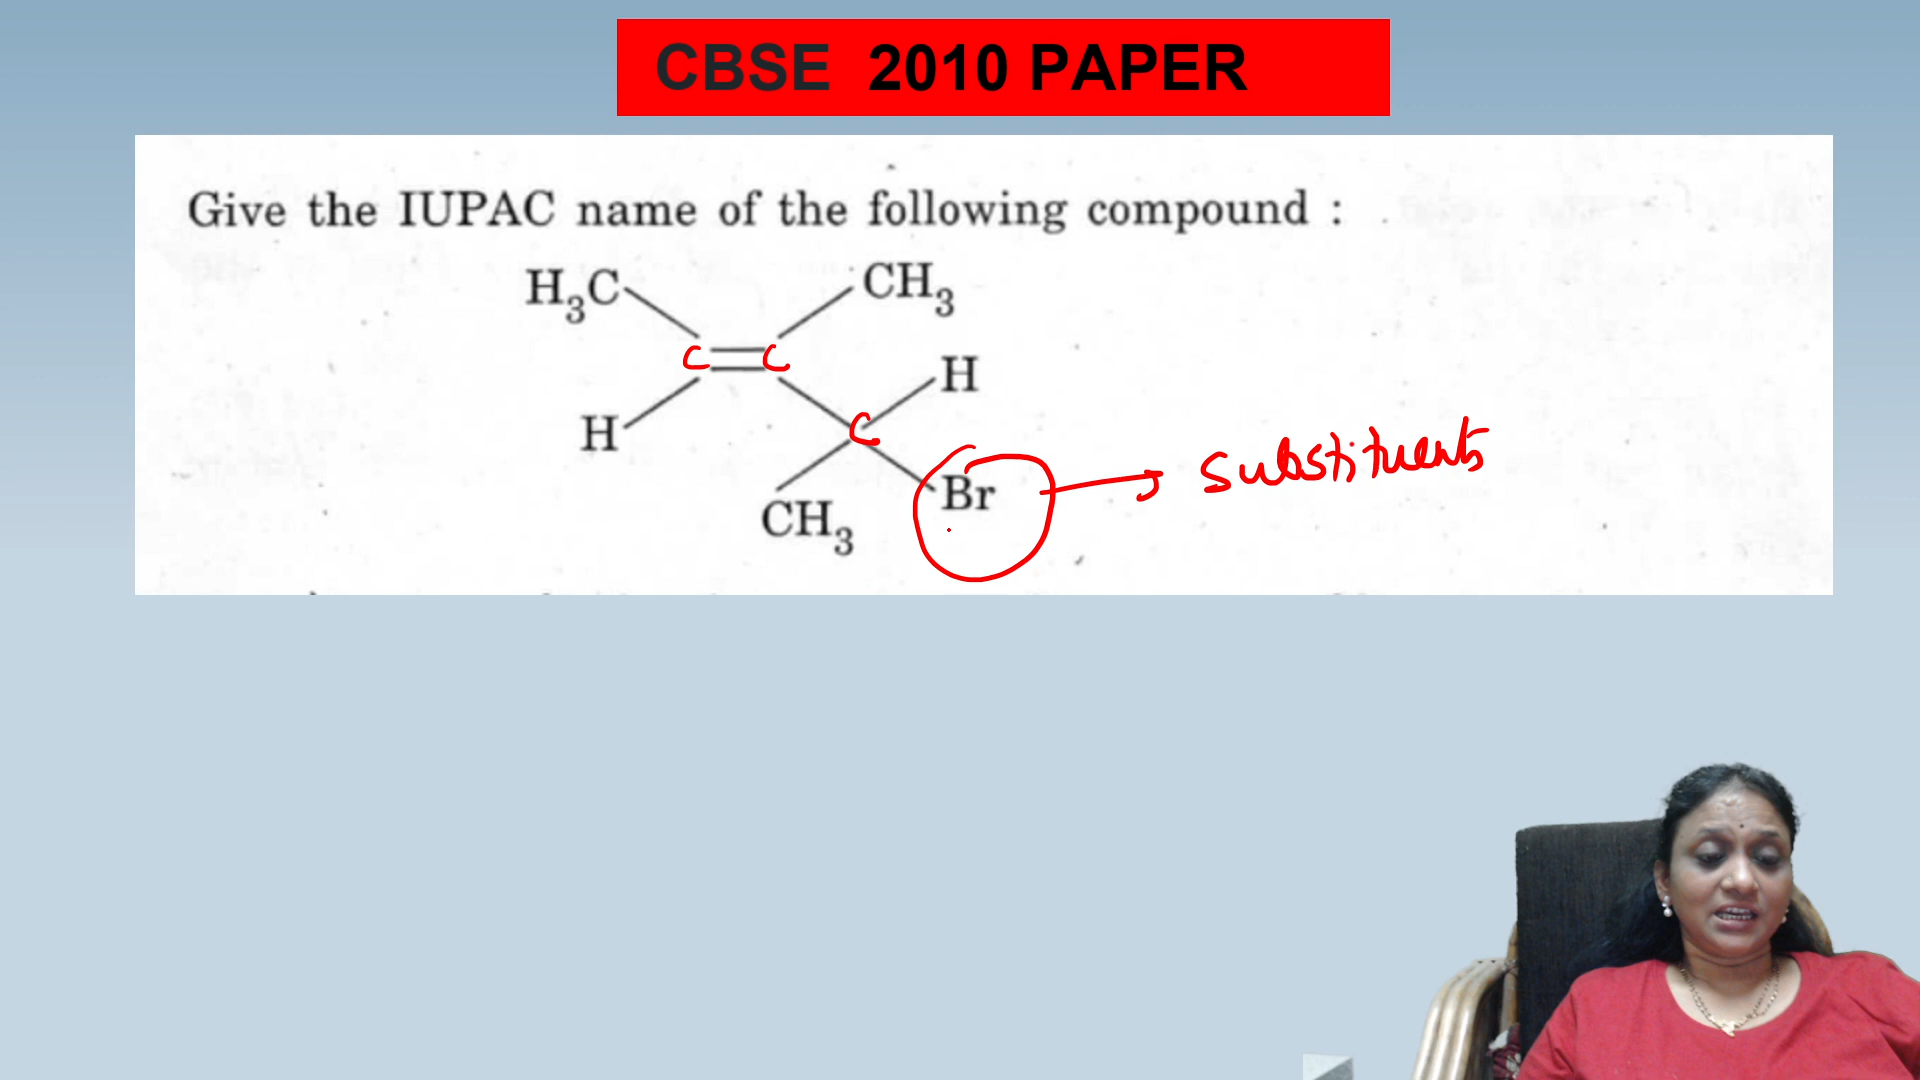 CBSE 2010 PAPER
Give the IUPAC name of the following compound :
H₃C CH₃
C C
H
H C
Br → Substituents
CH₃